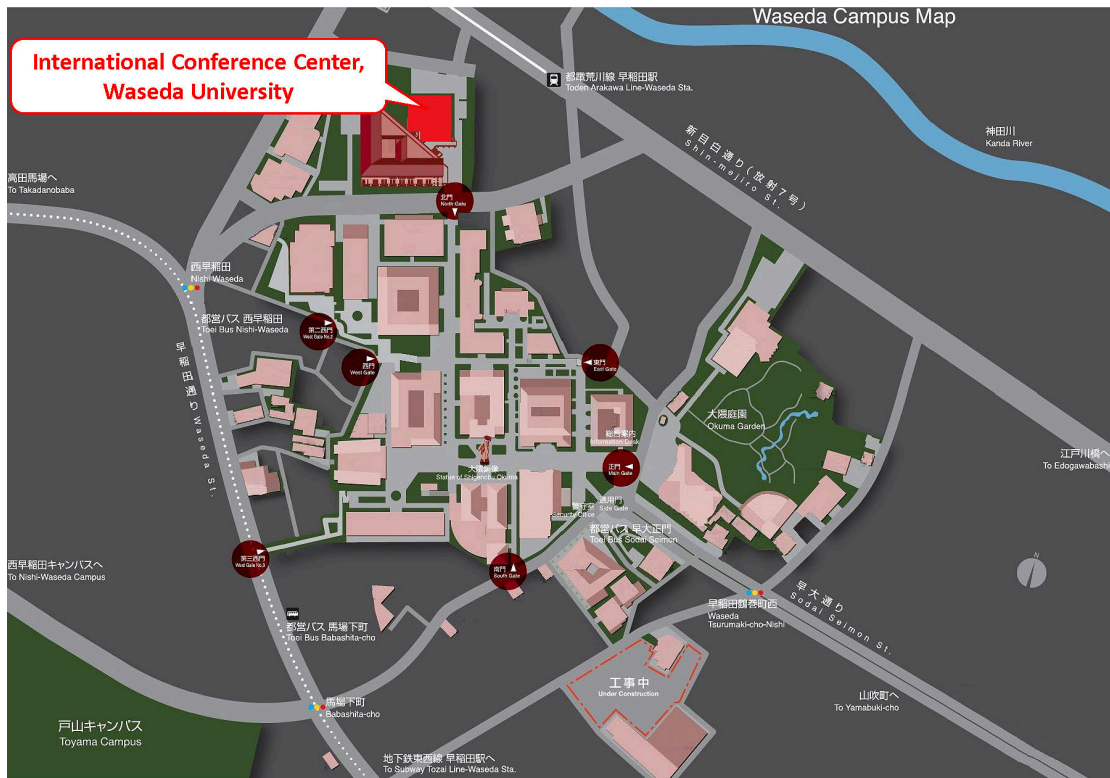 Waseda Campus Map
International Conference Center,
Waseda University
都電荒川線 早稲田駅
Toden Arakawa Line-Waseda Sta.
新目白通り(放射7号)
Shin-mejiro St.
神田川
Kanda River
高田馬場へ
To Takadanobaba
北門
North Gate
西早稲田
Nishi Waseda
都営バス 西早稲田
Toei Bus Nishi-Waseda
第二西門
West Gate No.2
西門
West Gate
東門
East Gate
早稲田通り Waseda St.
大隈庭園
Okuma Garden
総合案内
Information Desk
江戸川橋へ
To Edogawabashi
大隈銅像
Statue of Shigenobu Okuma
正門
Main Gate
警守室
Security Office
通用門
Side Gate
都営バス 早大正門
Toei Bus Sodai Seimon
第三西門
West Gate No.3
南門
South Gate
西早稲田キャンパスへ
To Nishi-Waseda Campus
N
早大通り
Sodai Seimon St.
早稲田鶴巻町西
Waseda
Tsurumaki-cho-Nishi
都営バス 馬場下町
Toei Bus Babashita-cho
工事中
Under Construction
山吹町へ
To Yamabuki-cho
馬場下町
Babashita-cho
戸山キャンパス
Toyama Campus
地下鉄東西線 早稲田駅へ
To Subway Tozai Line-Waseda Sta.